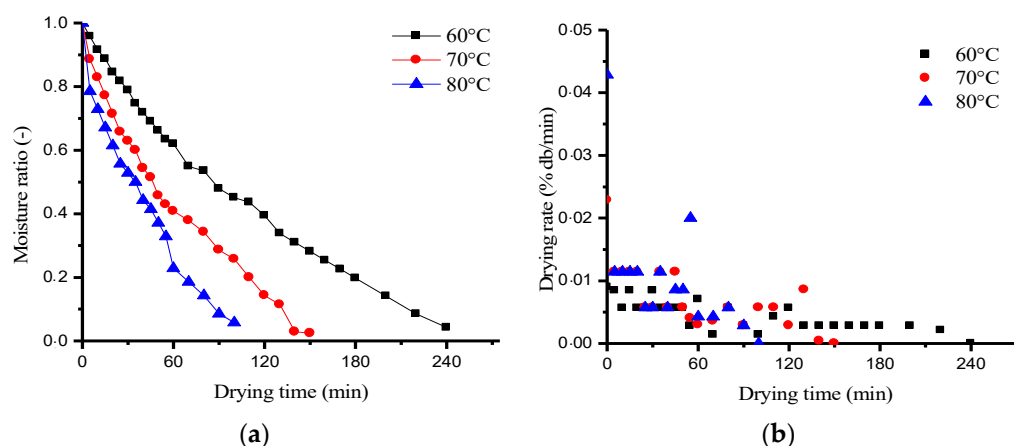 1.0
0.8
0.6
0.4
0.2
0.0
0
60
120
180
240
300
Moisture ratio (-)
Drying time (min)
60°C
70°C
80°C
(a)
0.05
0.04
0.03
0.02
0.01
0.00
0
60
120
180
240
Drying rate (% db/min)
Drying time (min)
60°C
70°C
80°C
(b)